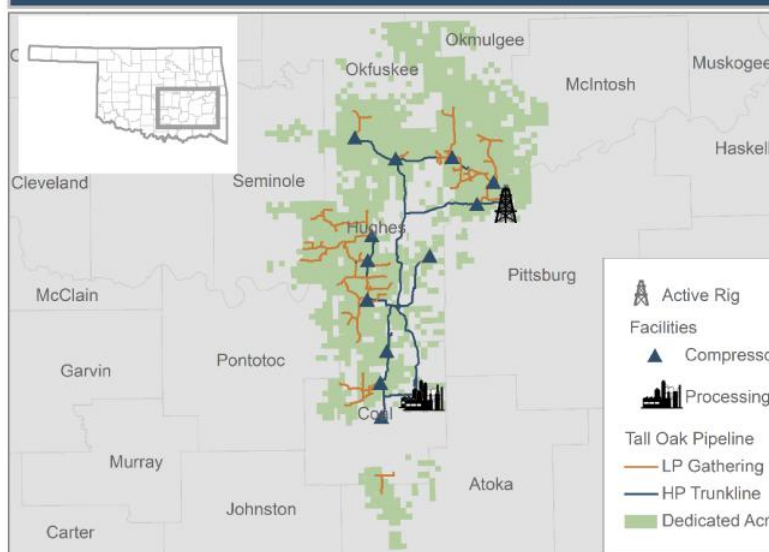 Okmulgee
Okfuskee
Muskogee
McIntosh
Haskell
Cleveland
Seminole
Hughes
Pittsburg
McClain
Pontotoc
Garvin
Coal
Murray
Atoka
Johnston
Carter
Active Rig
Facilities
Compresso
Processing
Tall Oak Pipeline
LP Gathering
HP Trunkline
Dedicated Acr